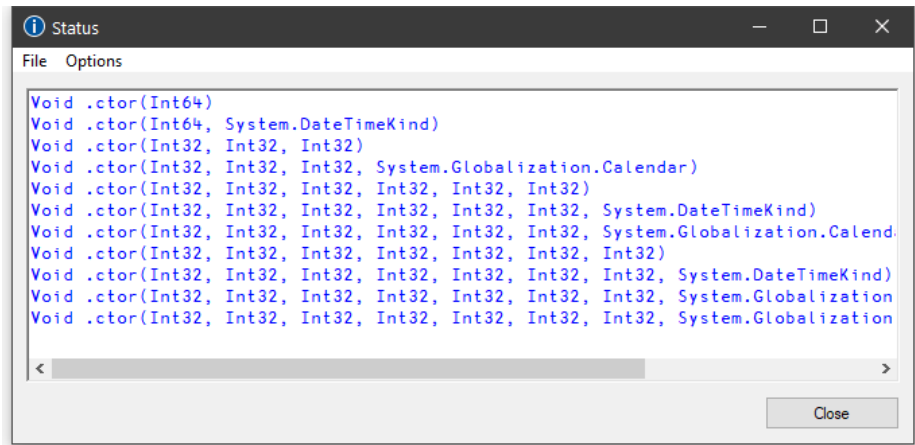 Status
File Options
Void .ctor(Int64)
Void .ctor(Int64, System.DateTimeKind)
Void .ctor(Int32, Int32, Int32)
Void .ctor(Int32, Int32, Int32, System.Globalization.Calendar)
Void .ctor(Int32, Int32, Int32, Int32, Int32, Int32)
Void .ctor(Int32, Int32, Int32, Int32, Int32, Int32, System.DateTimeKind)
Void .ctor(Int32, Int32, Int32, Int32, Int32, Int32, System.Globalization.Calend
Void .ctor(Int32, Int32, Int32, Int32, Int32, Int32, Int32)
Void .ctor(Int32, Int32, Int32, Int32, Int32, Int32, Int32, System.DateTimeKind)
Void .ctor(Int32, Int32, Int32, Int32, Int32, Int32, Int32, System.Globalization
Void .ctor(Int32, Int32, Int32, Int32, Int32, Int32, Int32, System.Globalization
Close